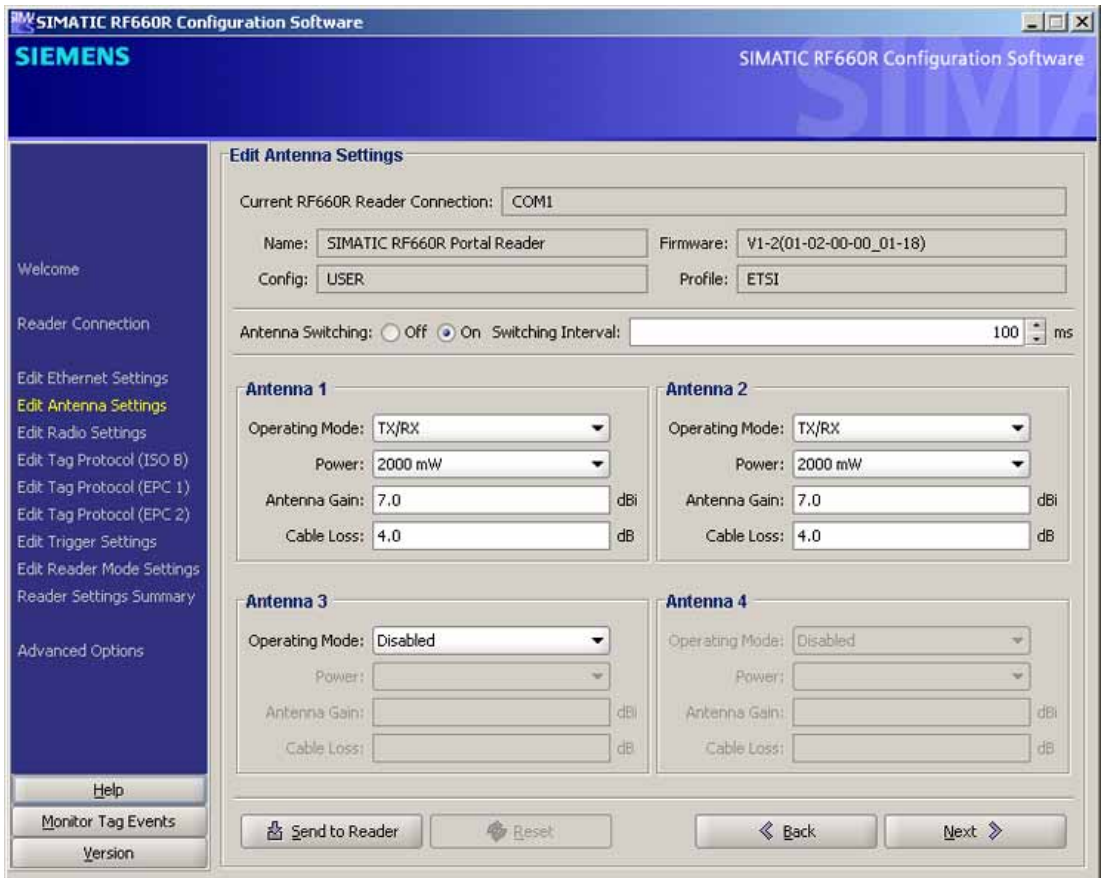 SIMATIC RF660R Configuration Software
SIEMENS
SIMATIC RF660R Configuration Software
SIMA
Welcome
Reader Connection
Edit Ethernet Settings
Edit Antenna Settings
Edit Radio Settings
Edit Tag Protocol (ISO B)
Edit Tag Protocol (EPC 1)
Edit Tag Protocol (EPC 2)
Edit Trigger Settings
Edit Reader Mode Settings
Reader Settings Summary
Advanced Options
Help
Monitor Tag Events
Version
Edit Antenna Settings
Current RF660R Reader Connection: COM1
Name: SIMATIC RF660R Portal Reader Firmware: V1-2(01-02-00-00_01-18)
Config: USER Profile: ETSI
Antenna Switching: Off On Switching Interval: 100 ms
Antenna 1
Operating Mode: TX/RX
Power: 2000 mW
Antenna Gain: 7.0 dBi
Cable Loss: 4.0 dB
Antenna 2
Operating Mode: TX/RX
Power: 2000 mW
Antenna Gain: 7.0 dBi
Cable Loss: 4.0 dB
Antenna 3
Operating Mode: Disabled
Power:
Antenna Gain: dBi
Cable Loss: dB
Antenna 4
Operating Mode: Disabled
Power:
Antenna Gain: dBi
Cable Loss: dB
Send to Reader Reset Back Next